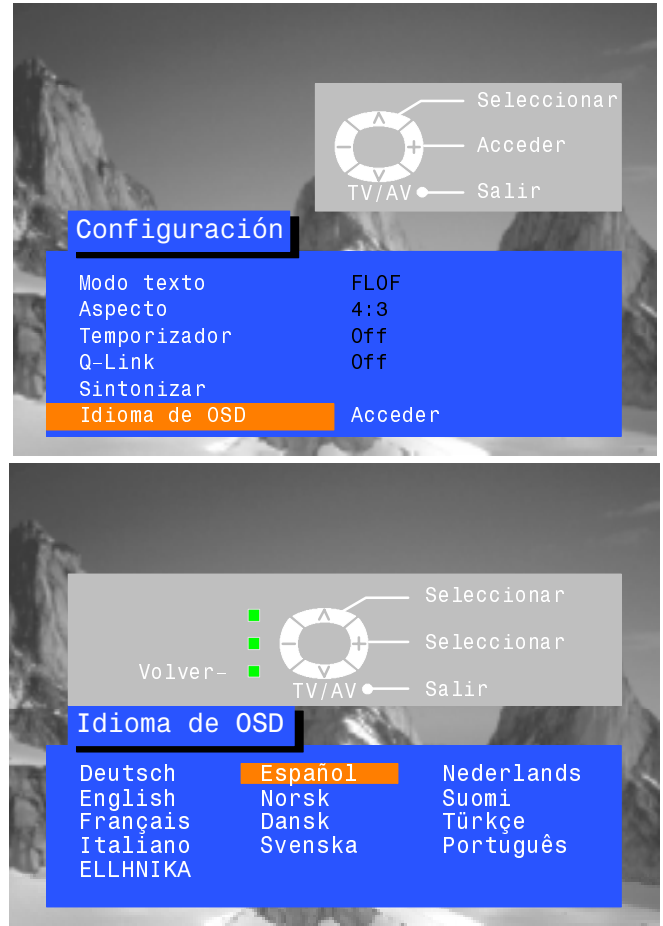 Seleccionar
Acceder
TV/AV Salir
Configuración
Modo texto FLOF
Aspecto 4:3
Temporizador Off
Q-Link Off
Sintonizar
Idioma de OSD Acceder
Seleccionar
Seleccionar
Volver-
TV/AV Salir
Idioma de OSD
Deutsch Español Nederlands
English Norsk Suomi
Français Dansk Türkçe
Italiano Svenska Português
ELLHNIKA